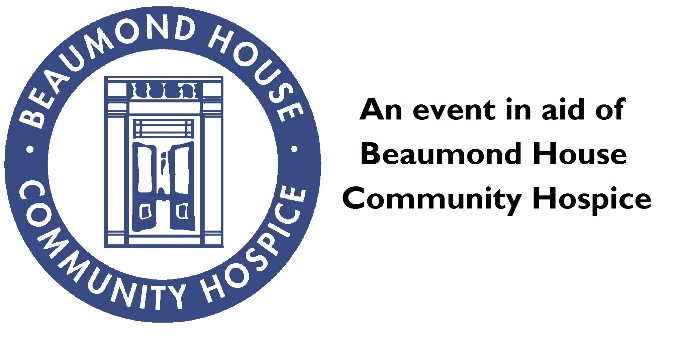 BEAUMOND HOUSE
COMMUNITY HOSPICE
An event in aid of
Beaumond House
Community Hospice